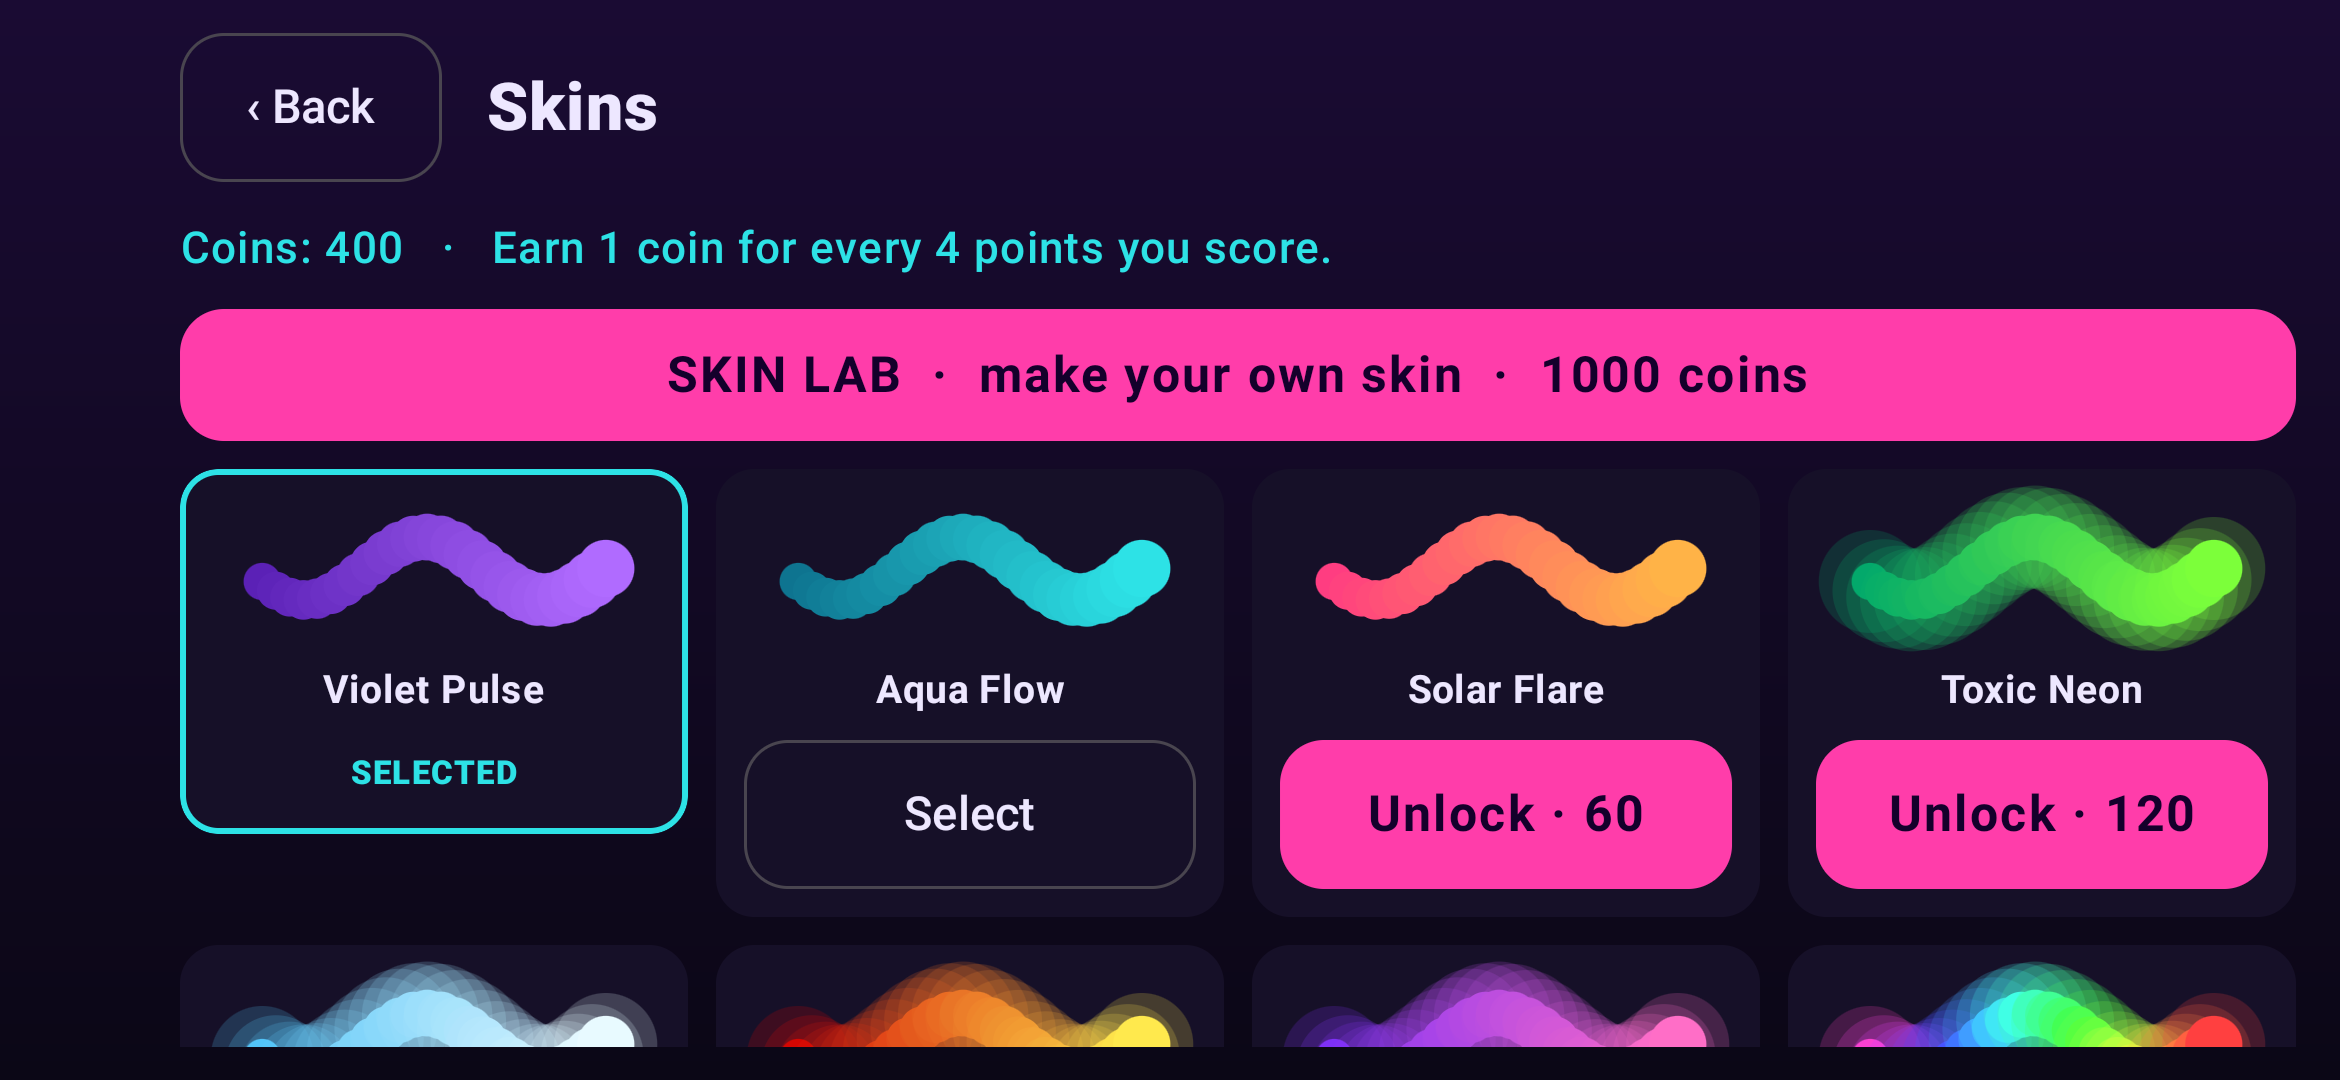 ‹ Back
Skins
Coins: 400 · Earn 1 coin for every 4 points you score.
SKIN LAB · make your own skin · 1000 coins
Violet Pulse
SELECTED
Aqua Flow
Select
Solar Flare
Unlock · 60
Toxic Neon
Unlock · 120